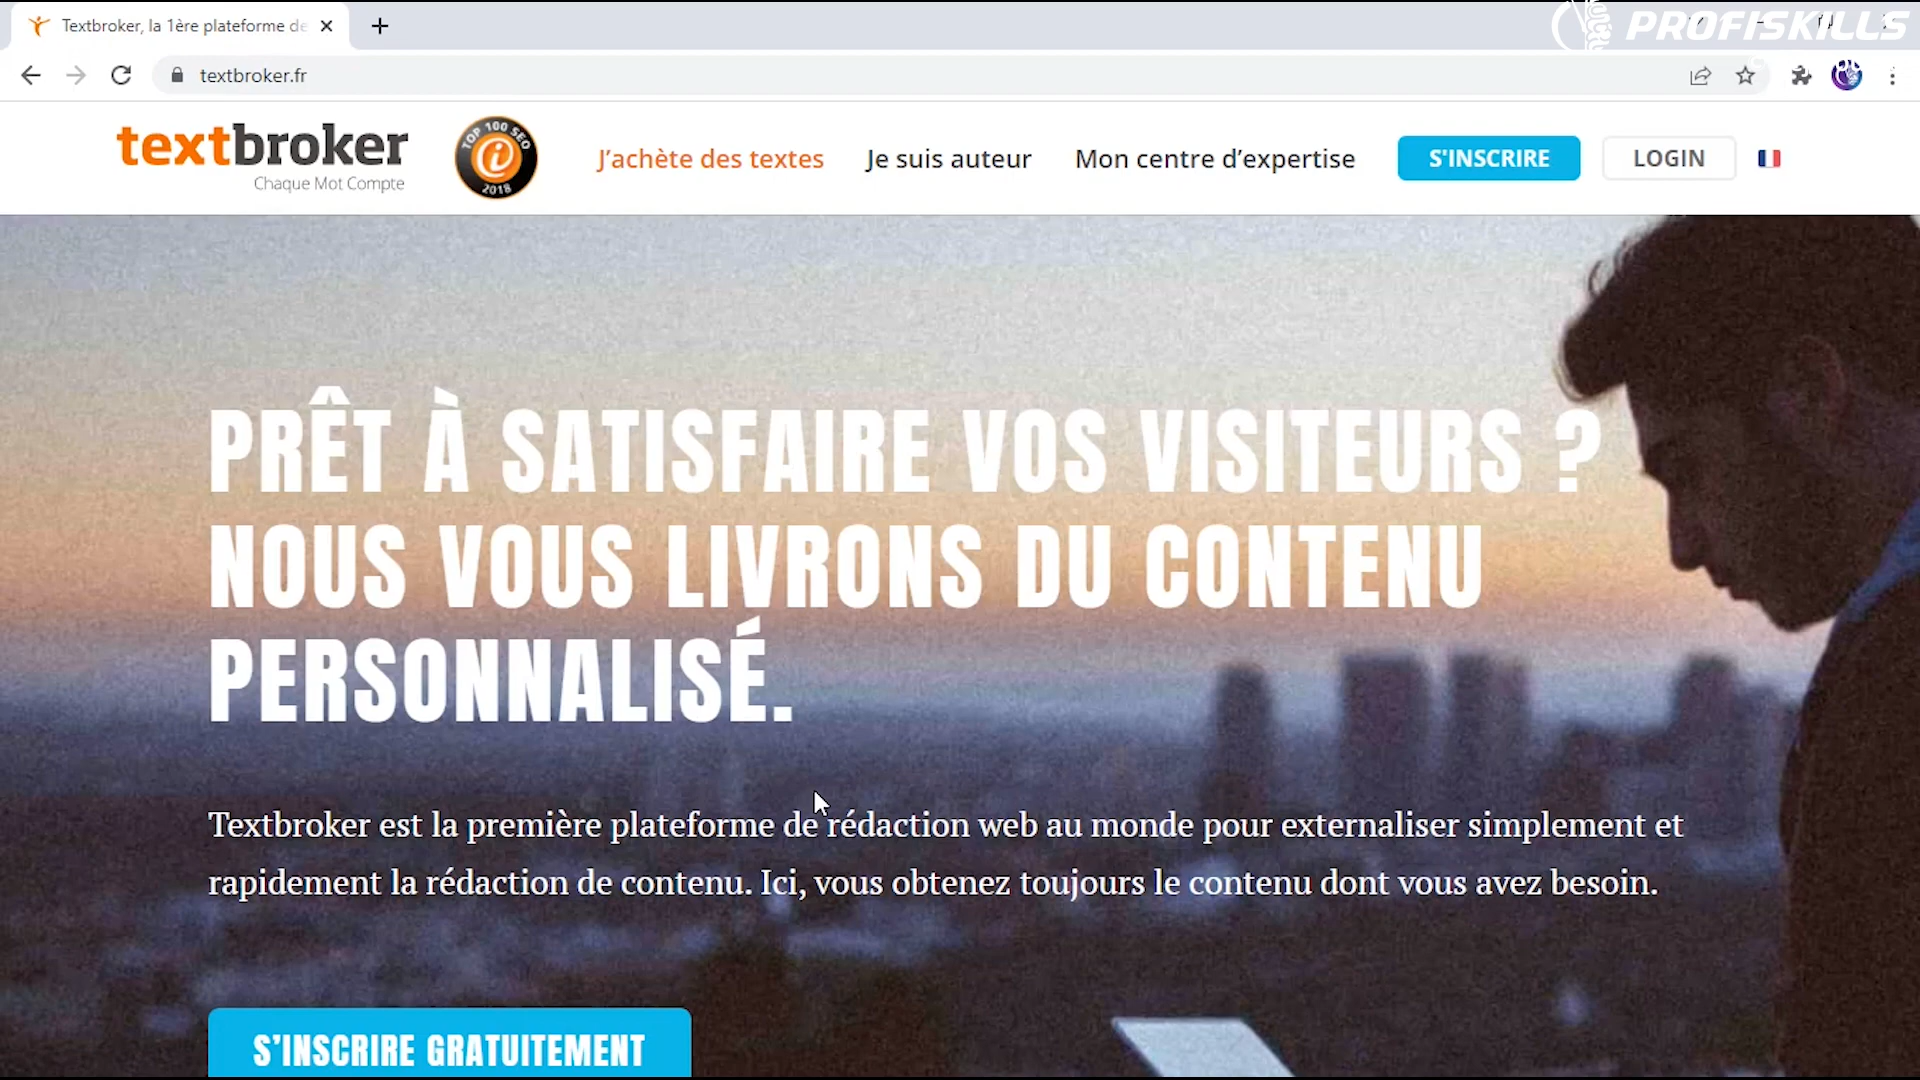 Textbroker, la 1ère plateforme de
PROFISKILLS
textbroker.fr
textbroker
Chaque Mot Compte
TOP 100 SEO
2018
J’achète des textes
Je suis auteur
Mon centre d’expertise
S'INSCRIRE
LOGIN
PRÊT À SATISFAIRE VOS VISITEURS ?
NOUS VOUS LIVRONS DU CONTENU
PERSONNALISÉ.
Textbroker est la première plateforme de rédaction web au monde pour externaliser simplement et
rapidement la rédaction de contenu. Ici, vous obtenez toujours le contenu dont vous avez besoin.
S’INSCRIRE GRATUITEMENT